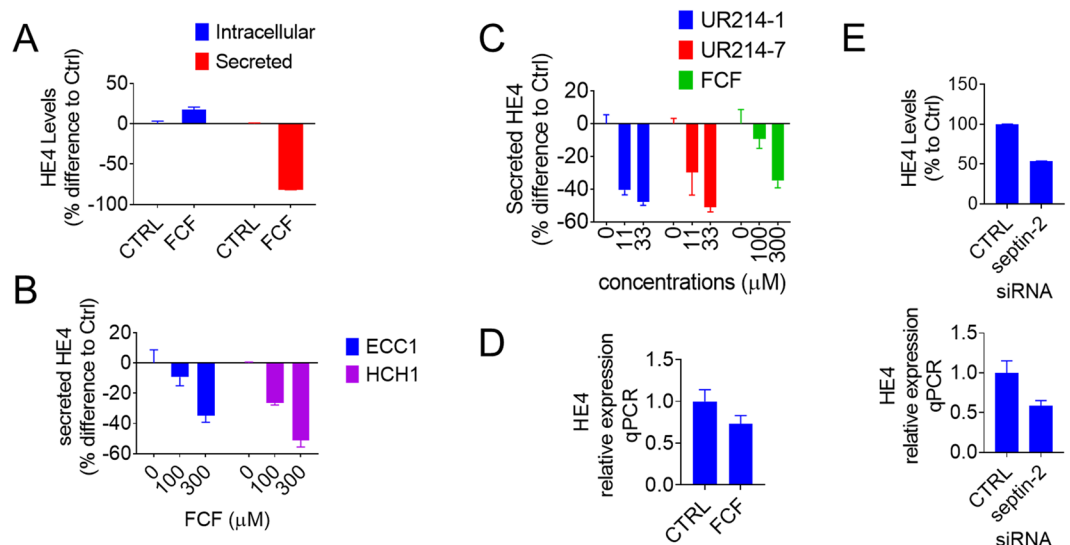 A
Intracellular
Secreted
HE4 Levels
(% difference to Ctrl)
50
0
-50
-100
CTRL
FCF
CTRL
FCF
B
secreted HE4
(% difference to Ctrl)
20
0
-20
-40
-60
0
100
300
0
100
300
FCF (μM)
ECC1
HCH1
C
UR214-1
UR214-7
FCF
Secreted HE4
(% difference to Ctrl)
20
0
-20
-40
-60
0
11
33
0
11
33
0
100
300
concentrations (μM)
D
HE4
relative expression
qPCR
1.5
1.0
0.5
0.0
CTRL
FCF
E
HE4 Levels
(% to Ctrl)
150
100
50
0
CTRL
septin-2
siRNA
HE4
relative expression
qPCR
1.5
1.0
0.5
0.0
CTRL
septin-2
siRNA